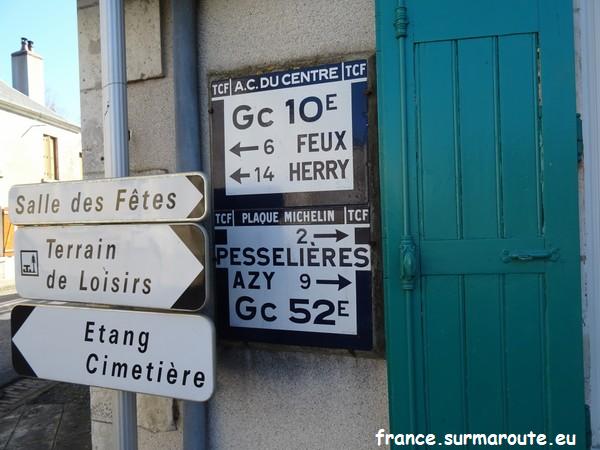 TCF A.C. DU CENTRE TCF
Gc 10E
← 6 FEUX
← 14 HERRY
TCF PLAQUE MICHELIN TCF
2 →
PESSELIÈRES
AZY 9 →
Gc 52E
Salle des Fêtes
Terrain
de Loisirs
Etang
Cimetière
france.surmaroute.eu